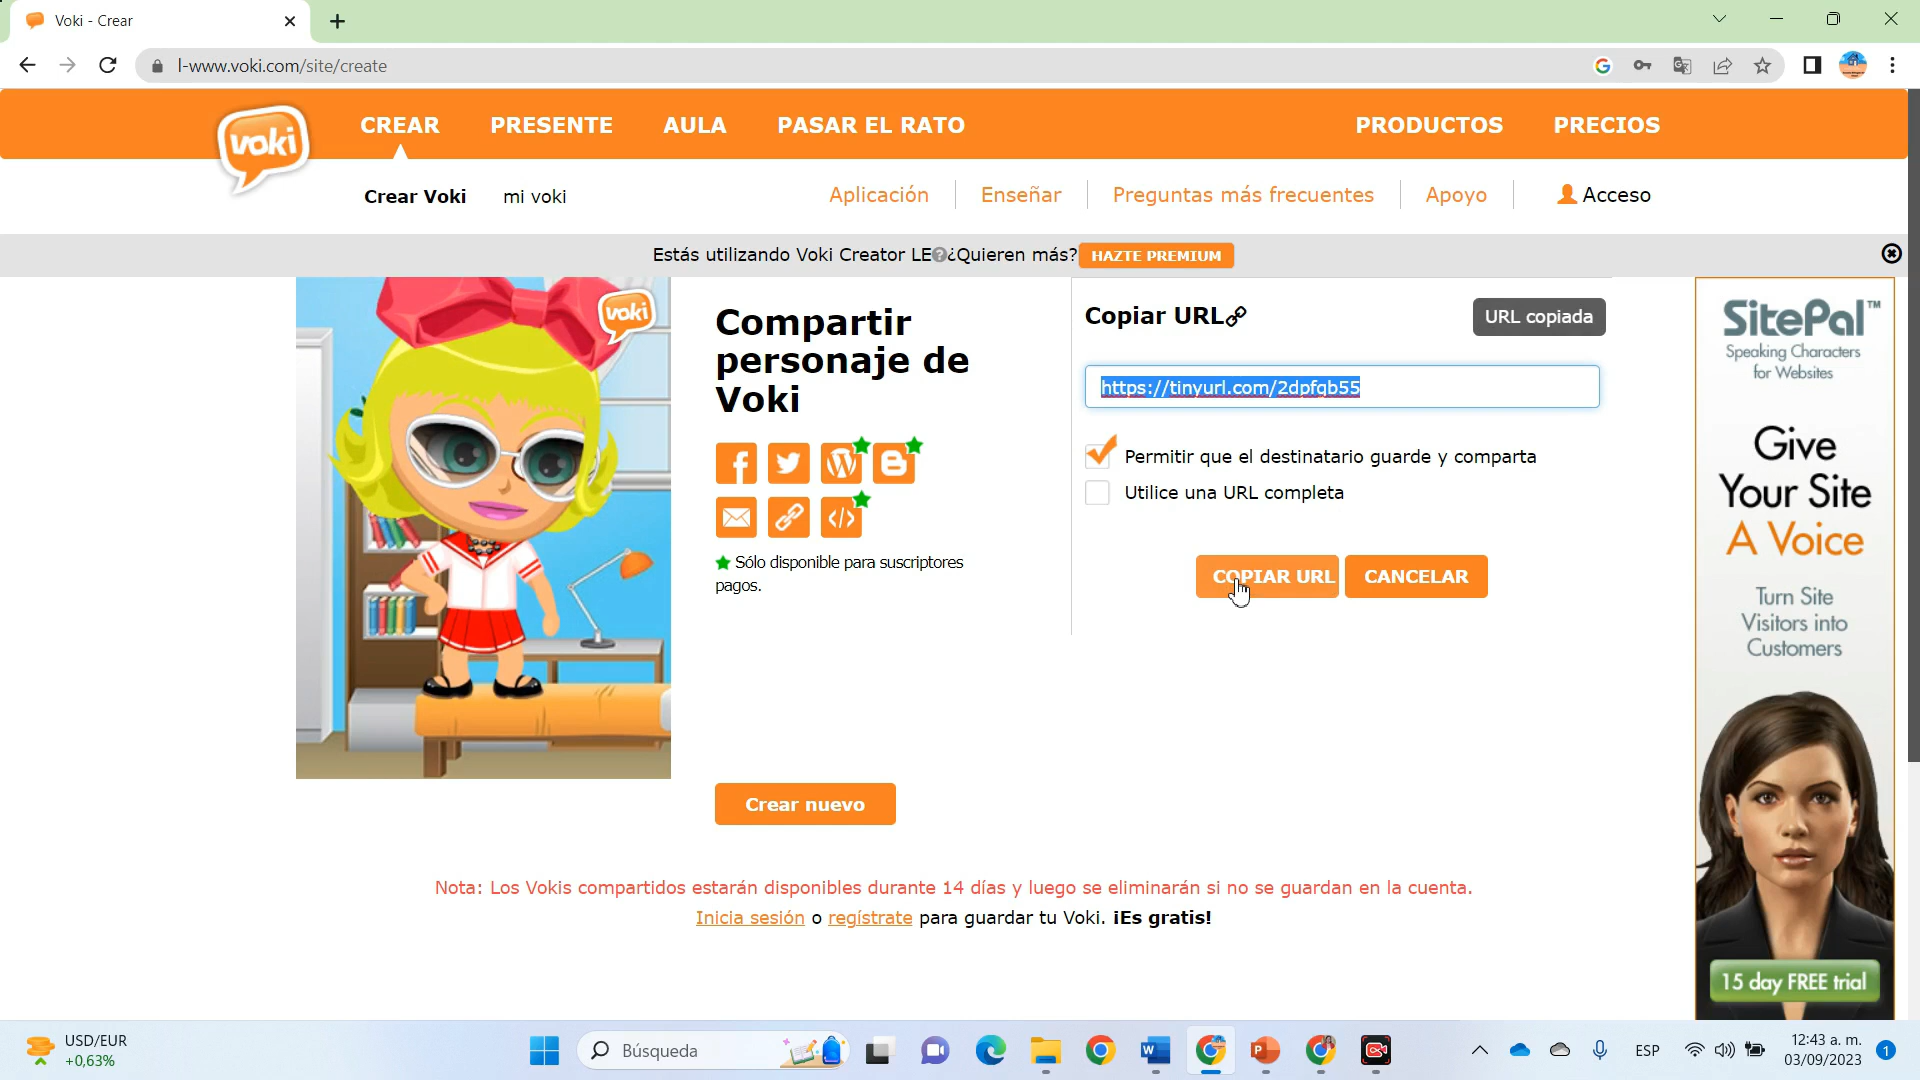 Voki - Crear
l-www.voki.com/site/create
voki
CREAR
PRESENTE
AULA
PASAR EL RATO
PRODUCTOS
PRECIOS
Crear Voki
mi voki
Aplicación
Enseñar
Preguntas más frecuentes
Apoyo
Acceso
Estás utilizando Voki Creator LE?¿Quieren más?
HAZTE PREMIUM
voki
Compartir
personaje de
Voki
Sólo disponible para suscriptores
pagos.
Crear nuevo
Copiar URL
URL copiada
https://tinyurl.com/2dpfqb55
Permitir que el destinatario guarde y comparta
Utilice una URL completa
COPIAR URL
CANCELAR
Nota: Los Vokis compartidos estarán disponibles durante 14 días y luego se eliminarán si no se guardan en la cuenta.
Inicia sesión o regístrate para guardar tu Voki. ¡Es gratis!
SitePal™
Speaking Characters
for Websites
Give
Your Site
A Voice
Turn Site
Visitors into
Customers
15 day FREE trial
USD/EUR
+0,63%
Búsqueda
ESP
12:43 a. m.
03/09/2023
1